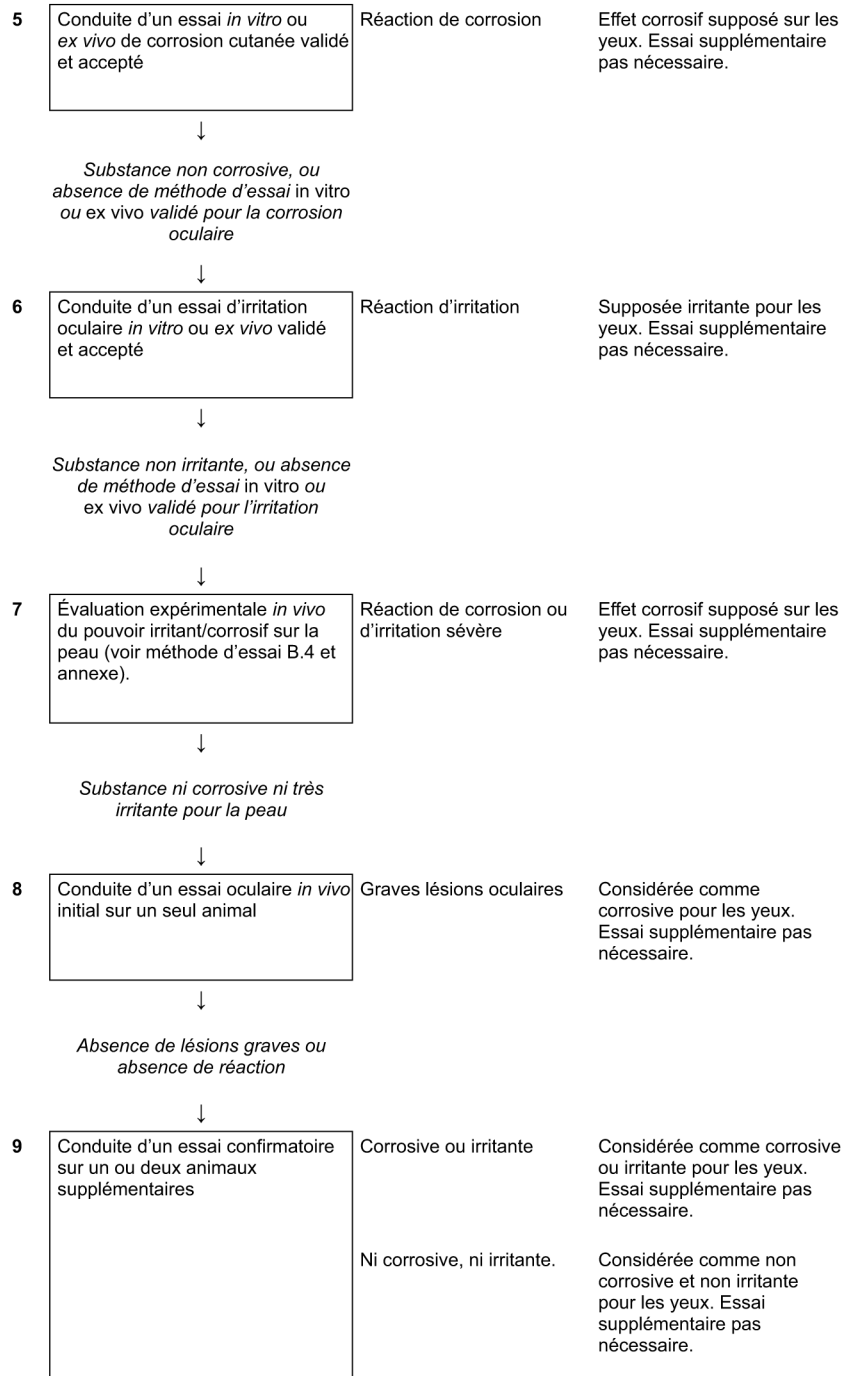 5 Conduite d'un essai in vitro ou Réaction de corrosion Effet corrosif supposé sur les
ex vivo de corrosion cutanée validé yeux. Essai supplémentaire
et accepté pas nécessaire.
↓
Substance non corrosive, ou
absence de méthode d'essai in vitro
ou ex vivo validé pour la corrosion
oculaire
↓
6 Conduite d'un essai d'irritation Réaction d'irritation Supposée irritante pour les
oculaire in vitro ou ex vivo validé yeux. Essai supplémentaire
et accepté pas nécessaire.
↓
Substance non irritante, ou absence
de méthode d'essai in vitro ou
ex vivo validé pour l'irritation
oculaire
↓
7 Évaluation expérimentale in vivo Réaction de corrosion ou Effet corrosif supposé sur les
du pouvoir irritant/corrosif sur la d'irritation sévère yeux. Essai supplémentaire
peau (voir méthode d'essai B.4 et pas nécessaire.
annexe).
↓
Substance ni corrosive ni très
irritante pour la peau
↓
8 Conduite d'un essai oculaire in vivo Graves lésions oculaires Considérée comme
initial sur un seul animal corrosive pour les yeux.
Essai supplémentaire pas
nécessaire.
↓
Absence de lésions graves ou
absence de réaction
↓
9 Conduite d'un essai confirmatoire Corrosive ou irritante Considérée comme corrosive
sur un ou deux animaux ou irritante pour les yeux.
supplémentaires Essai supplémentaire pas
nécessaire.
Ni corrosive, ni irritante. Considérée comme non
corrosive et non irritante
pour les yeux. Essai
supplémentaire pas
nécessaire.